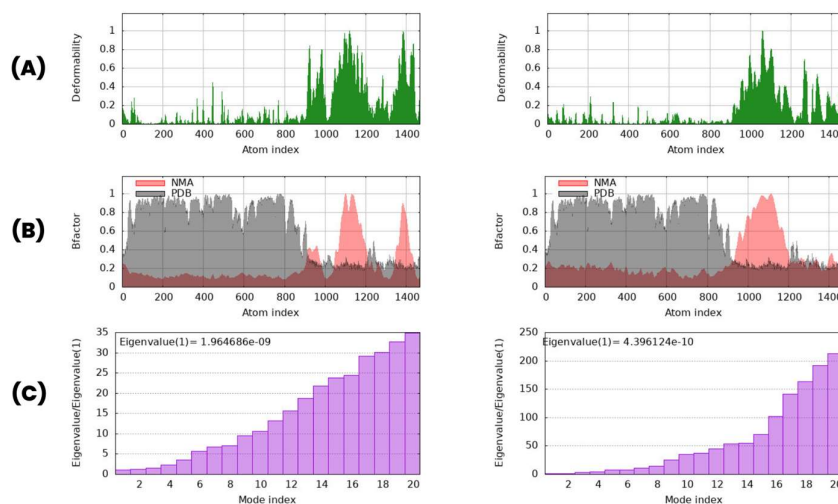 (A)
Deformability
1
0.8
0.6
0.4
0.2
0
0 200 400 600 800 1000 1200 1400
Atom index
Deformability
1
0.8
0.6
0.4
0.2
0
0 200 400 600 800 1000 1200 1400
Atom index
(B)
Bfactor
NMA
PDB
1
0.8
0.6
0.4
0.2
0
0 200 400 600 800 1000 1200 1400
Atom index
Bfactor
NMA
PDB
1
0.8
0.6
0.4
0.2
0
0 200 400 600 800 1000 1200 1400
Atom index
(C)
Eigenvalue/Eigenvalue(1)
Eigenvalue(1)= 1.964686e-09
35
30
25
20
15
10
5
0
2 4 6 8 10 12 14 16 18 20
Mode index
Eigenvalue/Eigenvalue(1)
Eigenvalue(1)= 4.396124e-10
250
200
150
100
50
0
2 4 6 8 10 12 14 16 18 20
Mode index